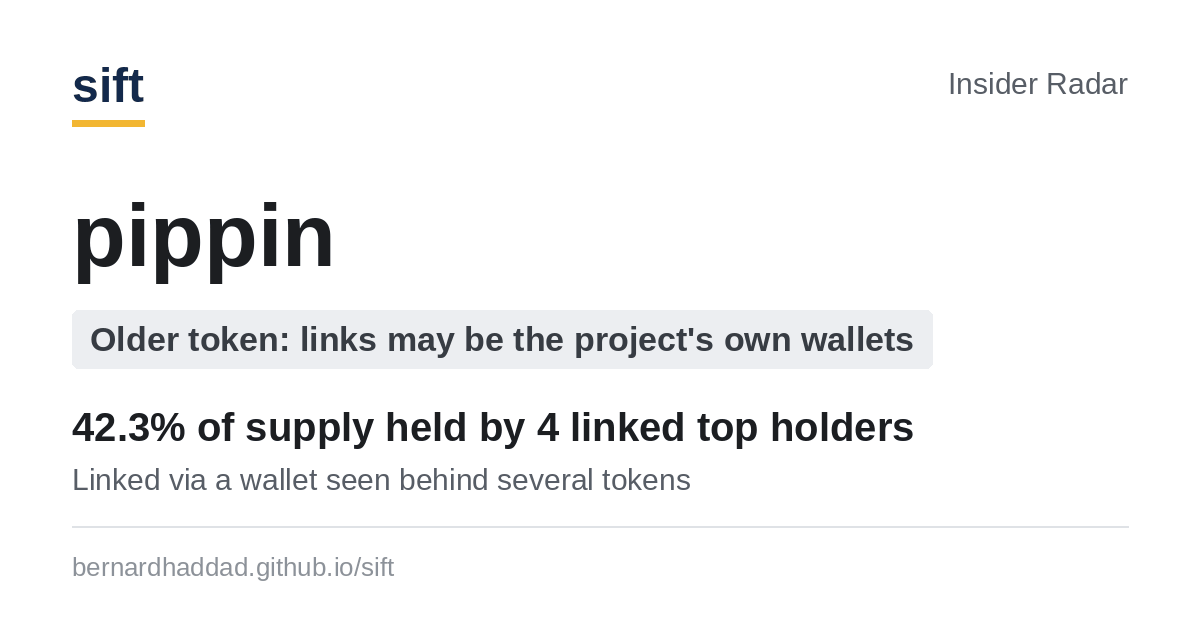 sift
Insider Radar
pippin
Older token: links may be the project's own wallets
42.3% of supply held by 4 linked top holders
Linked via a wallet seen behind several tokens
bernardhaddad.github.io/sift